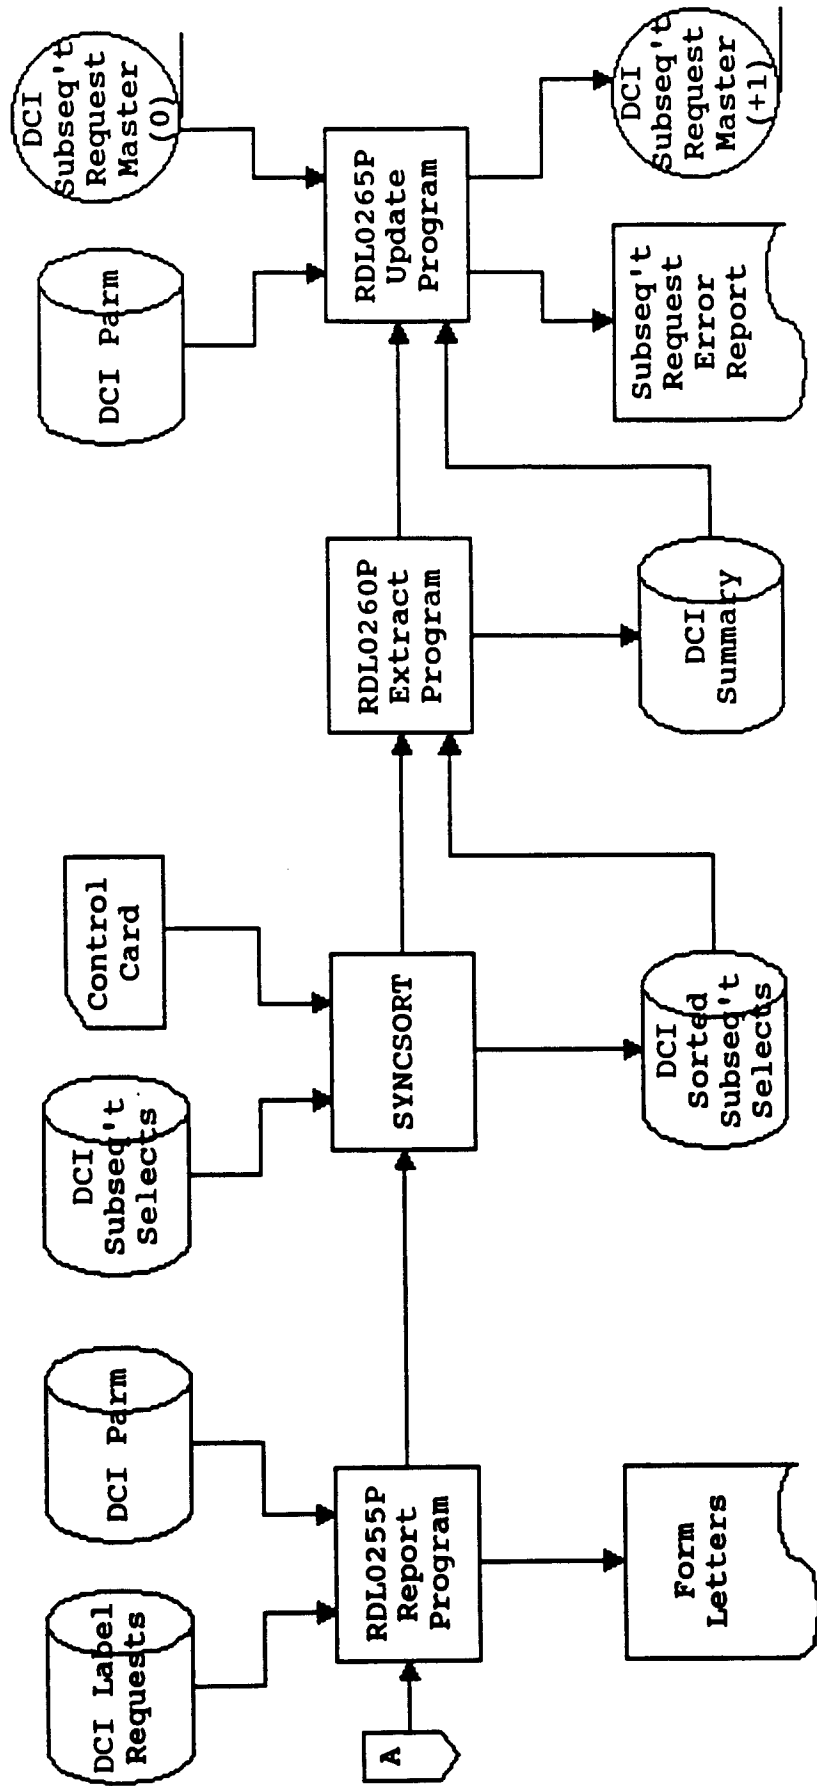 DCI Label
Requests
DCI Parm
DCI
Subseq't
Selects
Control
Card
DCI Parm
DCI
Subseq't
Request
Master
(0)
A
RDL0255P
Report
Program
SYNCSORT
RDL0260P
Extract
Program
RDL0265P
Update
Program
Form
Letters
DCI
Sorted
Subseq't
Selects
DCI
Summary
Subseq't
Request
Error
Report
DCI
Subseq't
Request
Master
(+1)